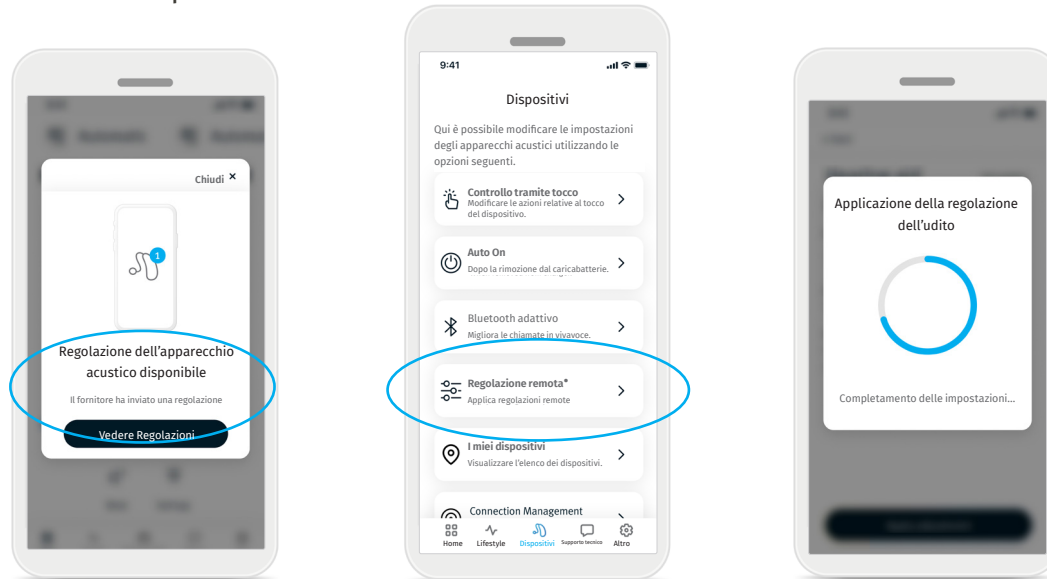 Chiudi ×
1
Regolazione dell'apparecchio
acustico disponibile
Il fornitore ha inviato una regolazione
Vedere Regolazioni
9:41
Dispositivi
Qui è possibile modificare le impostazioni
degli apparecchi acustici utilizzando le
opzioni seguenti.
Controllo tramite tocco
Modificare le azioni relative al tocco
del dispositivo.
Auto On
Dopo la rimozione dal caricabatterie.
Bluetooth adattivo
Migliora le chiamate in vivavoce.
Regolazione remota*
Applica regolazioni remote
I miei dispositivi
Visualizzare l'elenco dei dispositivi.
Connection Management
Home Lifestyle Dispositivi Supporto tecnico Altro
Applicazione della regolazione
dell'udito
Completamento delle impostazioni...